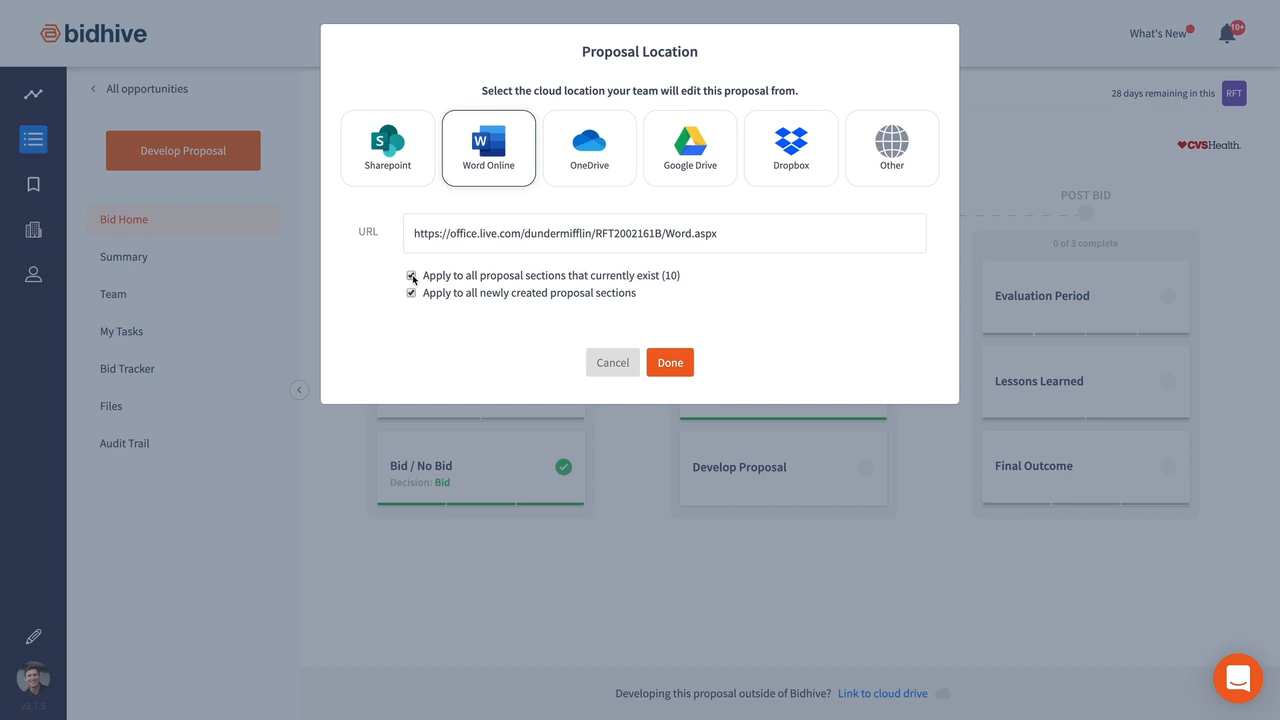 bidhive
What's New
10+
All opportunities
28 days remaining in this
RFT
Develop Proposal
CVSHealth.
Bid Home
Summary
Team
My Tasks
Bid Tracker
Files
Audit Trail
v2.7.5
Proposal Location
Select the cloud location your team will edit this proposal from.
S
Sharepoint
W
Word Online
OneDrive
Google Drive
Dropbox
Other
URL
https://office.live.com/dundermifflin/RFT2002161B/Word.aspx
Apply to all proposal sections that currently exist (10)
Apply to all newly created proposal sections
Cancel
Done
Bid / No Bid
Decision: Bid
Develop Proposal
POST BID
0 of 3 complete
Evaluation Period
Lessons Learned
Final Outcome
Developing this proposal outside of Bidhive? Link to cloud drive